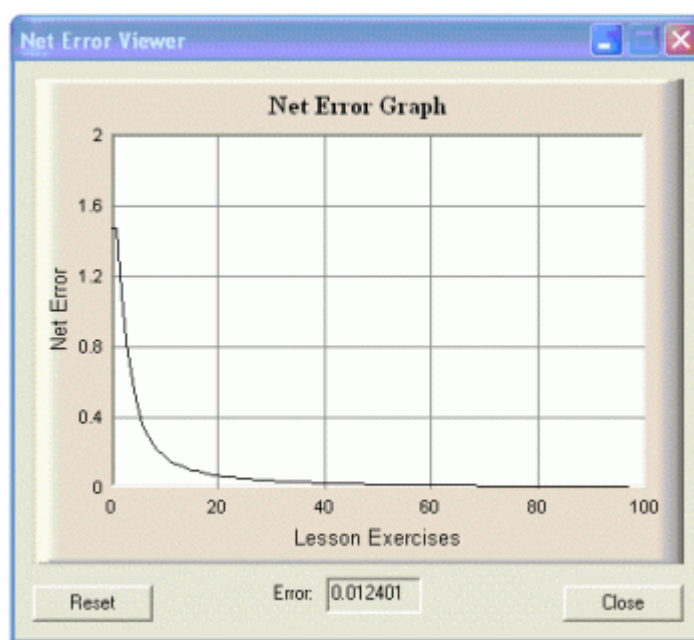 Net Error Viewer
Net Error Graph
2
1.6
1.2
0.8
0.4
0
Net Error
0 20 40 60 80 100
Lesson Exercises
Reset
Error: 0.012401
Close